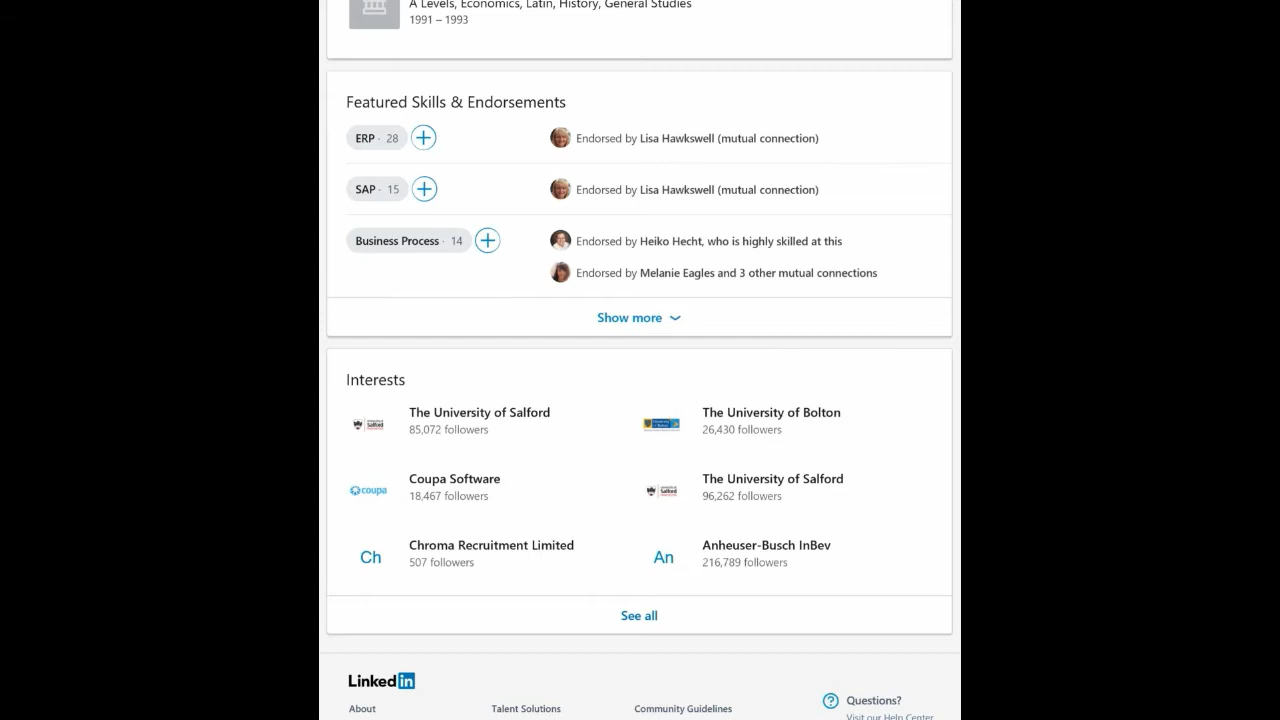 A Levels, Economics, Latin, History, General Studies
1991 – 1993
Featured Skills & Endorsements
ERP · 28
Endorsed by Lisa Hawkswell (mutual connection)
SAP · 15
Endorsed by Lisa Hawkswell (mutual connection)
Business Process · 14
Endorsed by Heiko Hecht, who is highly skilled at this
Endorsed by Melanie Eagles and 3 other mutual connections
Show more
Interests
The University of Salford
85,072 followers
The University of Bolton
26,430 followers
coupa
Coupa Software
18,467 followers
The University of Salford
96,262 followers
Ch
Chroma Recruitment Limited
507 followers
An
Anheuser-Busch InBev
216,789 followers
See all
Linkedin
About
Talent Solutions
Community Guidelines
Questions?
Visit our Help Center